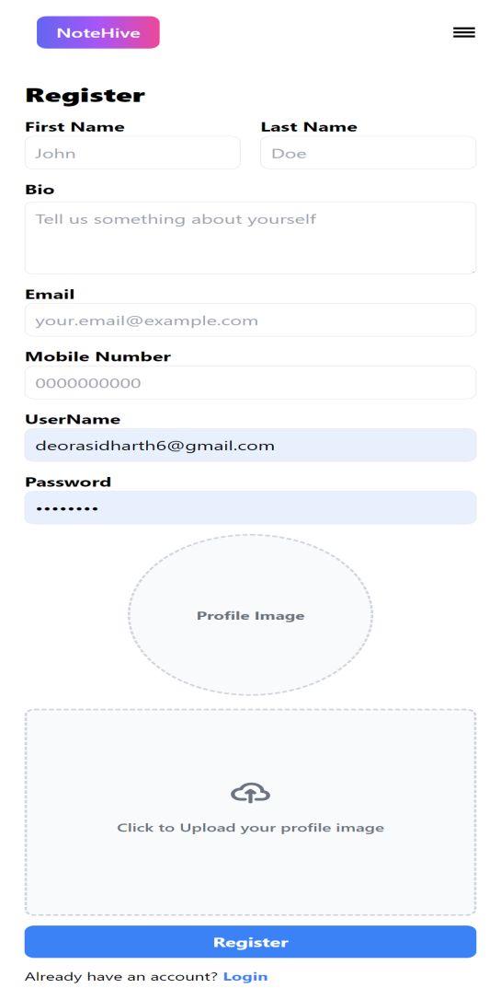 NoteHive
Register
First Name
Last Name
John
Doe
Bio
Tell us something about yourself
Email
your.email@example.com
Mobile Number
0000000000
UserName
deorasidharth6@gmail.com
Password
••••••••
Profile Image
Click to Upload your profile image
Register
Already have an account? Login